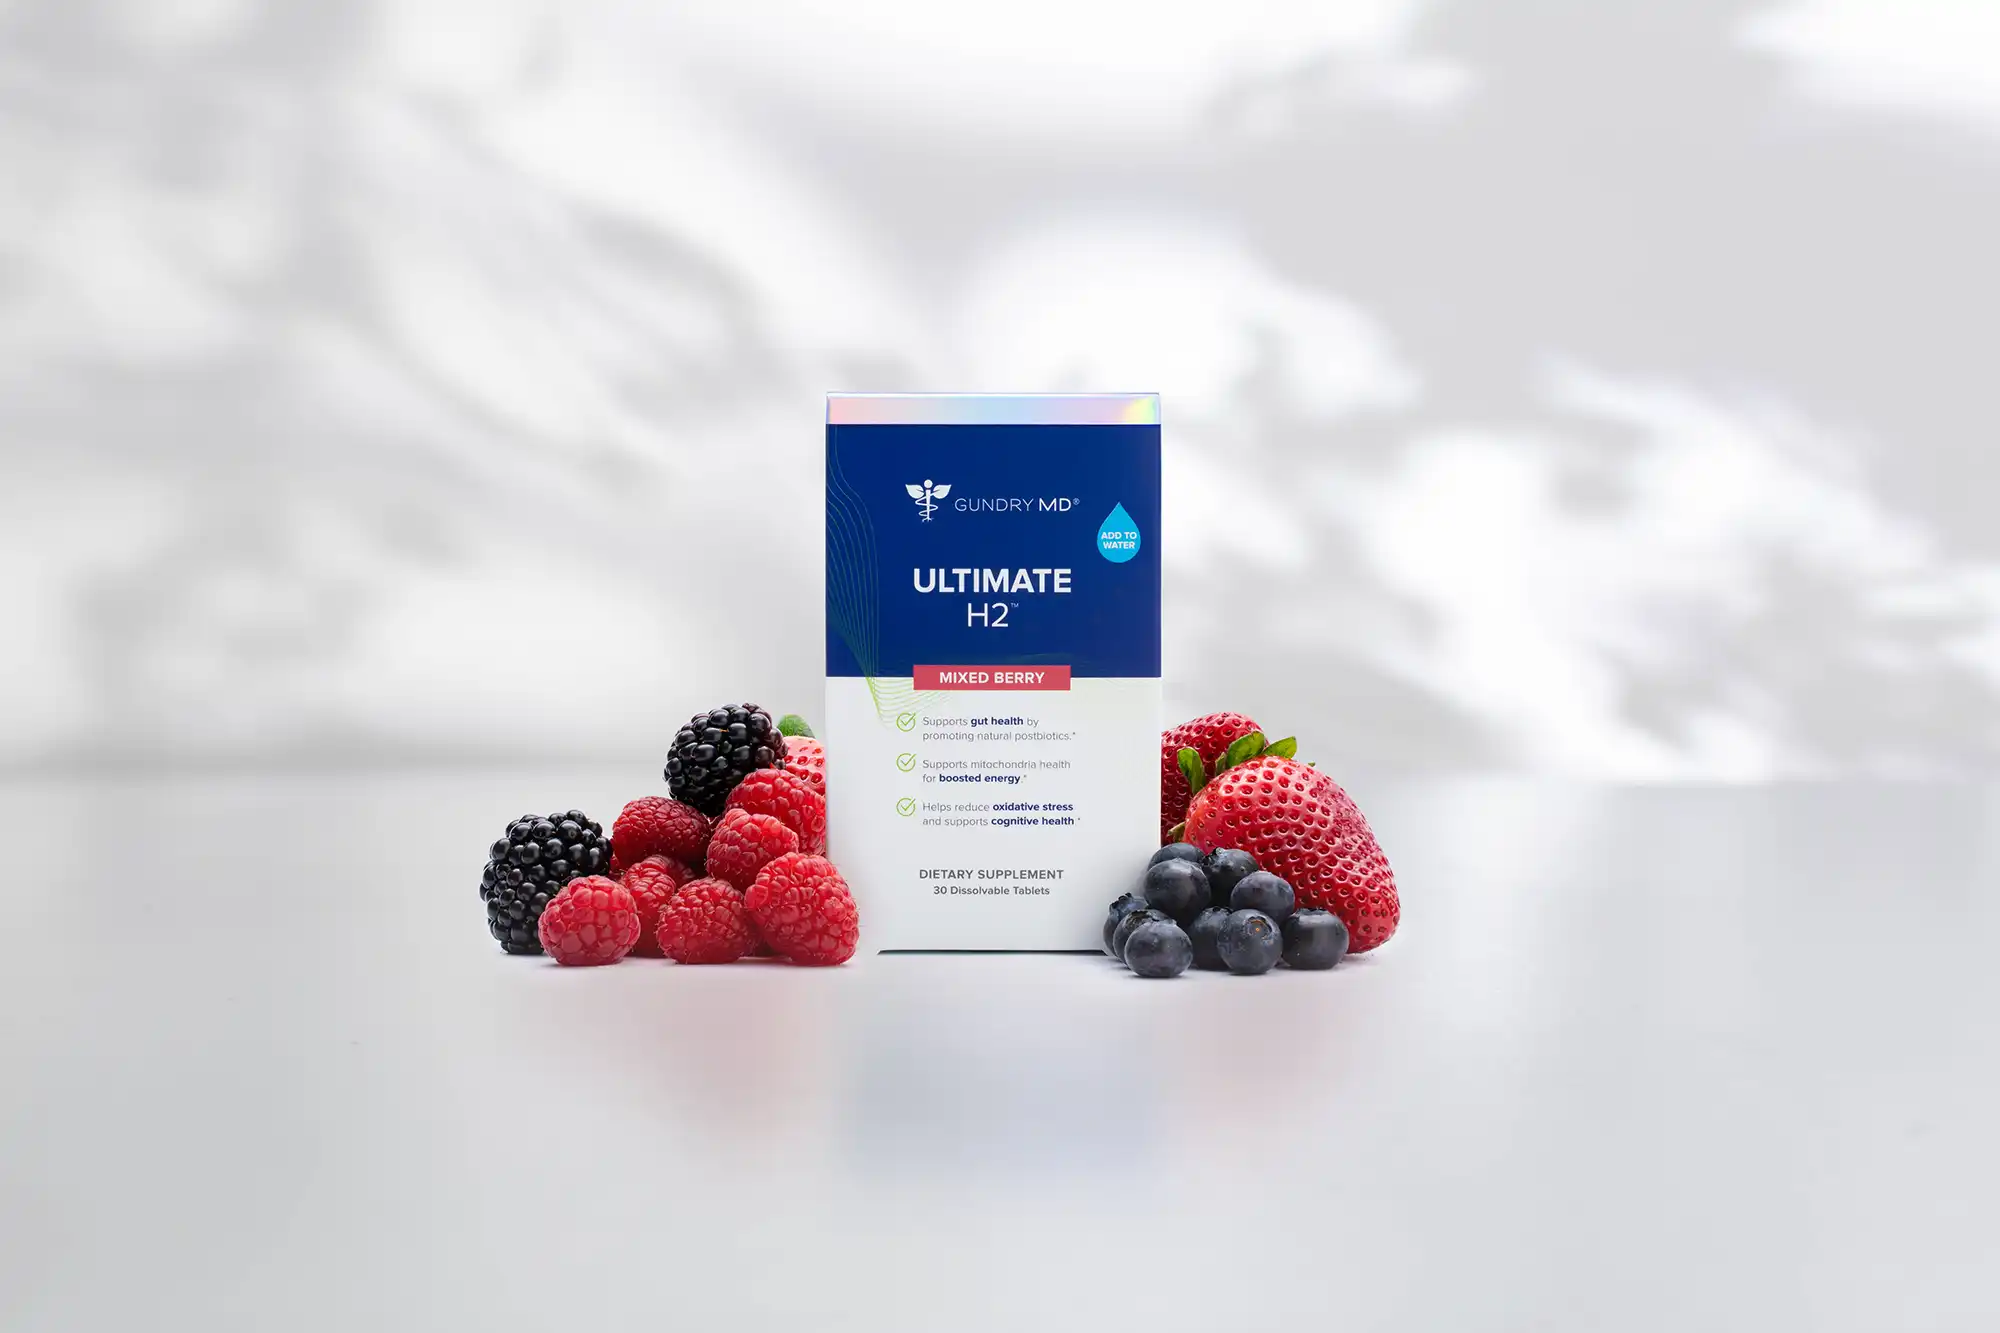 GUNDRY MD®
ADD TO
WATER
ULTIMATE
H2™
MIXED BERRY
Supports gut health by
promoting natural postbiotics.*
Supports mitochondria health
for boosted energy.*
Helps reduce oxidative stress
and supports cognitive health.*
DIETARY SUPPLEMENT
30 Dissolvable Tablets